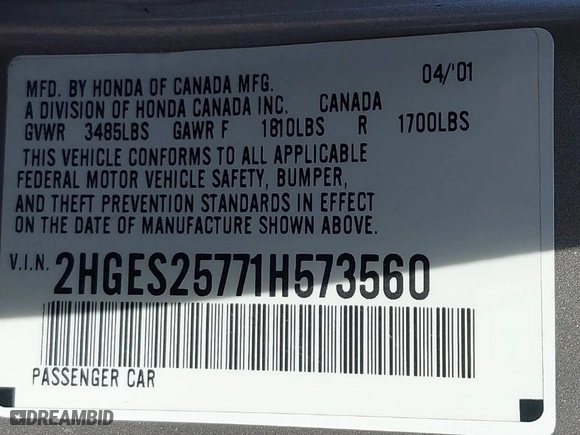 MFD. BY HONDA OF CANADA MFG. 04/'01
A DIVISION OF HONDA CANADA INC. CANADA
GVWR 3485LBS GAWR F 1810LBS R 1700LBS
THIS VEHICLE CONFORMS TO ALL APPLICABLE
FEDERAL MOTOR VEHICLE SAFETY, BUMPER,
AND THEFT PREVENTION STANDARDS IN EFFECT
ON THE DATE OF MANUFACTURE SHOWN ABOVE.
V.I.N. 2HGES25771H573560
PASSENGER CAR
DREAMBID